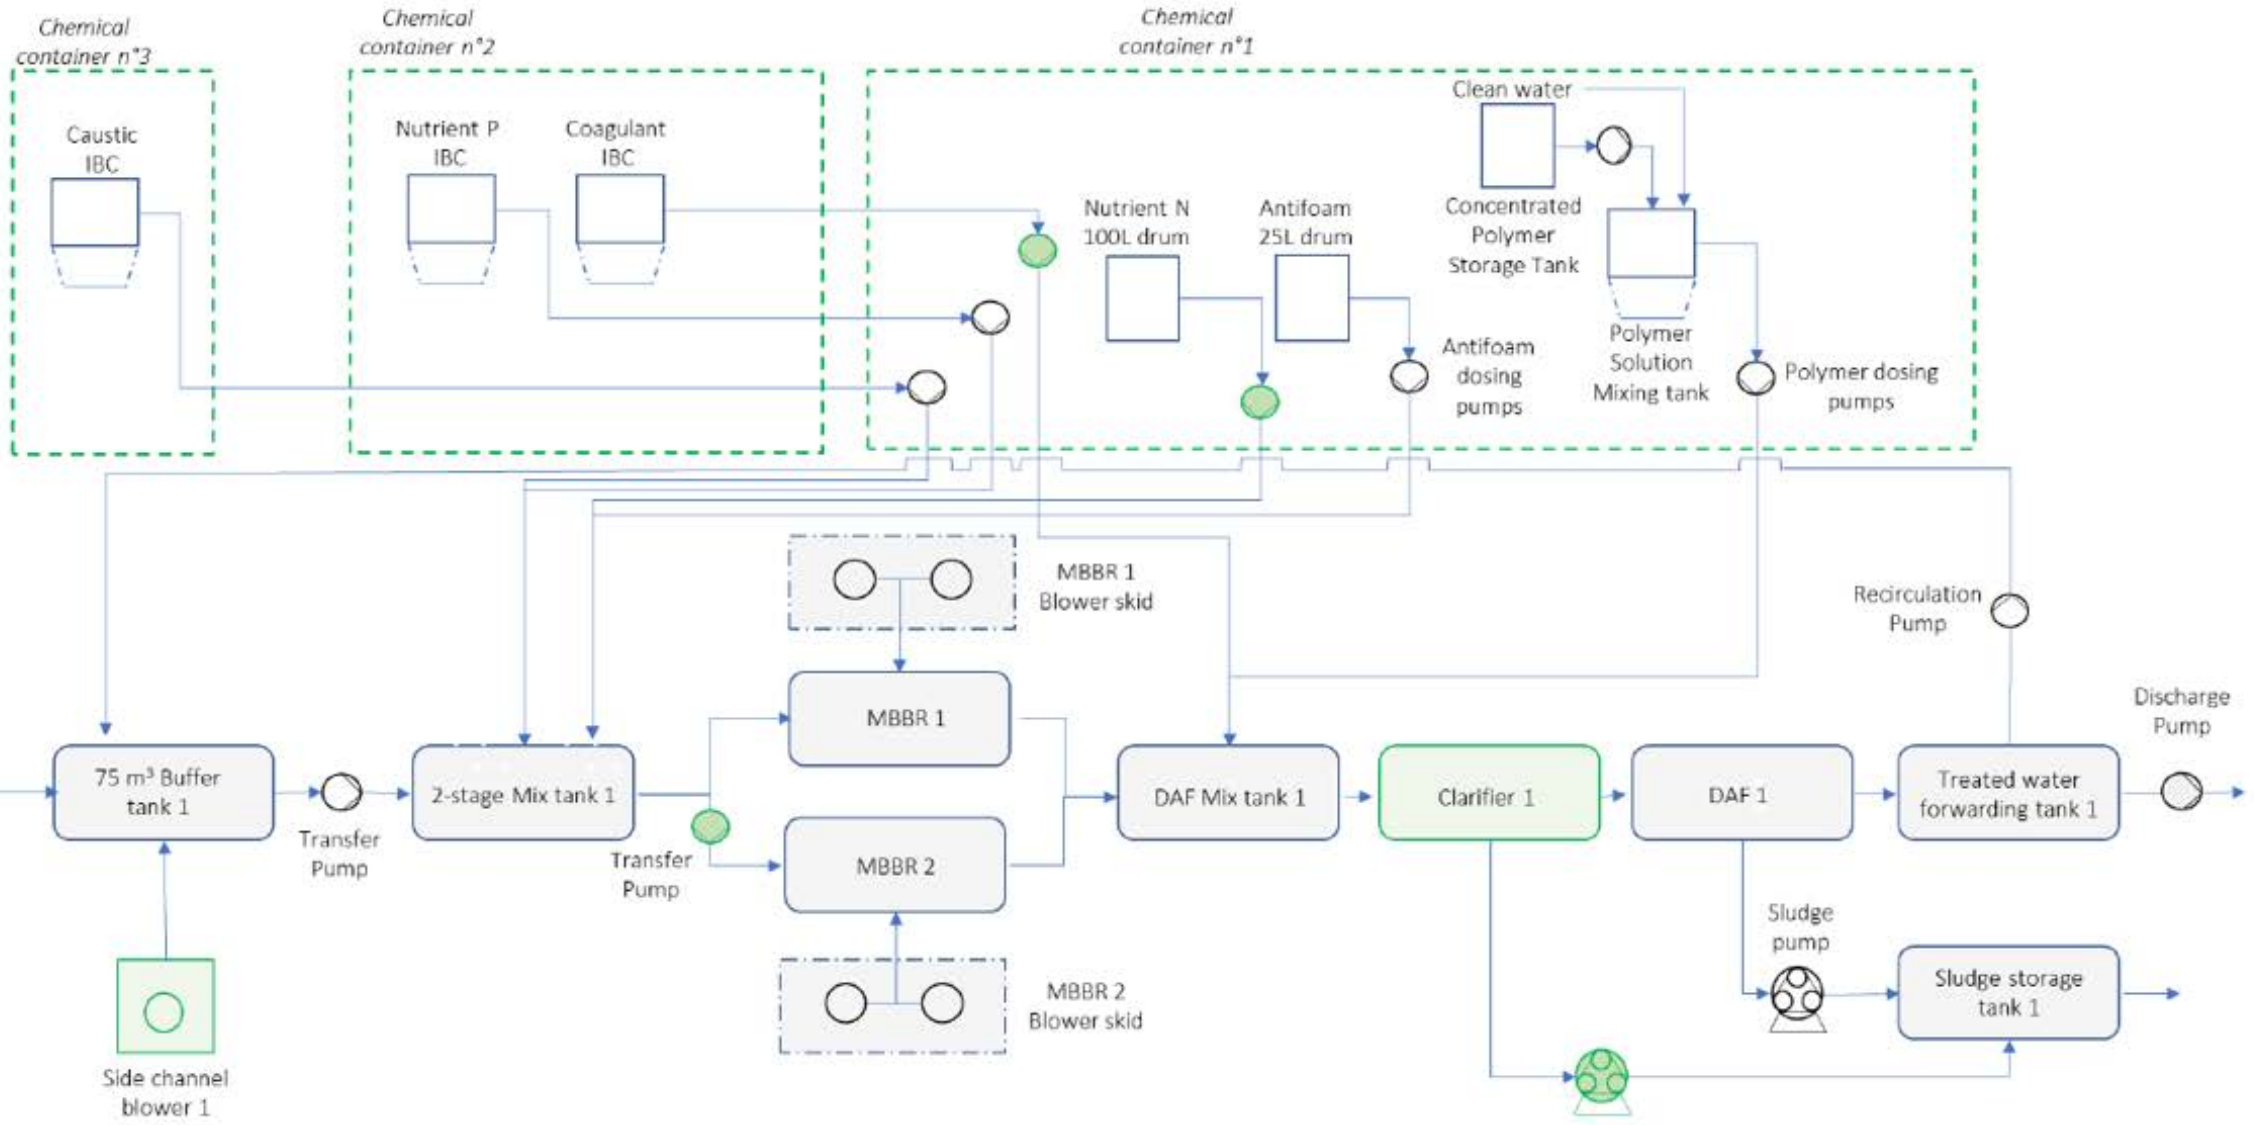 Chemical
container n°3
Chemical
container n°2
Chemical
container n°1
Caustic
IBC
Nutrient P
IBC
Coagulant
IBC
Clean water
Nutrient N
100L drum
Antifoam
25L drum
Concentrated
Polymer
Storage Tank
Polymer
Solution
Mixing tank
Antifoam
dosing
pumps
Polymer dosing
pumps
MBBR 1
Blower skid
Recirculation
Pump
Discharge
Pump
75 m³ Buffer
tank 1
Transfer
Pump
2-stage Mix tank 1
Transfer
Pump
MBBR 1
MBBR 2
DAF Mix tank 1
Clarifier 1
DAF 1
Treated water
forwarding tank 1
Sludge
pump
Sludge storage
tank 1
MBBR 2
Blower skid
Side channel
blower 1